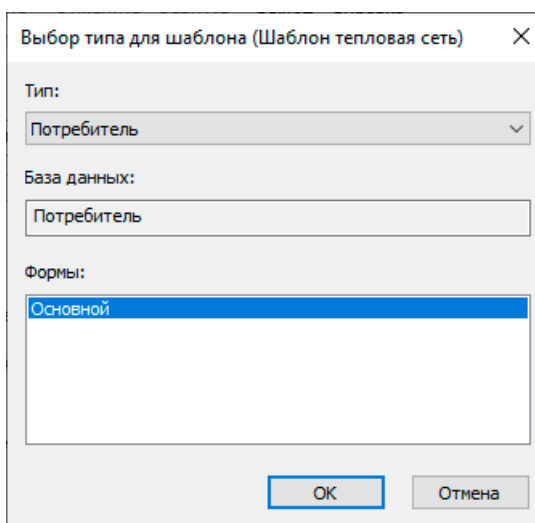 Выбор типа для шаблона (Шаблон тепловая сеть)
Тип:
Потребитель
База данных:
Потребитель
Формы:
Основной
OK
Отмена